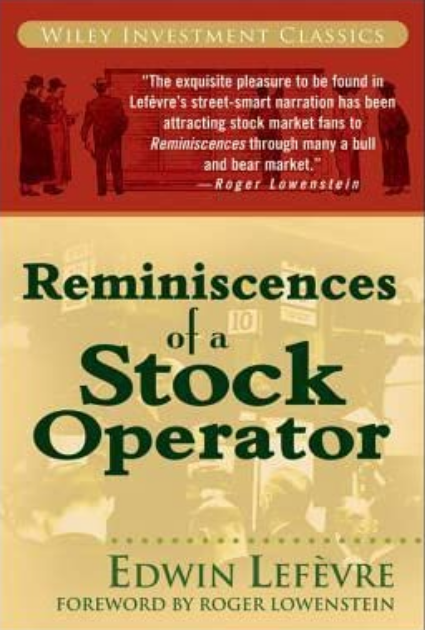 WILEY INVESTMENT CLASSICS
"The exquisite pleasure to be found in
Lefèvre's street-smart narration has been
attracting stock market fans to
Reminiscences through many a bull
and bear market."
—Roger Lowenstein
Reminiscences
of a
10
Stock
Operator
EDWIN LEFÈVRE
FOREWORD BY ROGER LOWENSTEIN